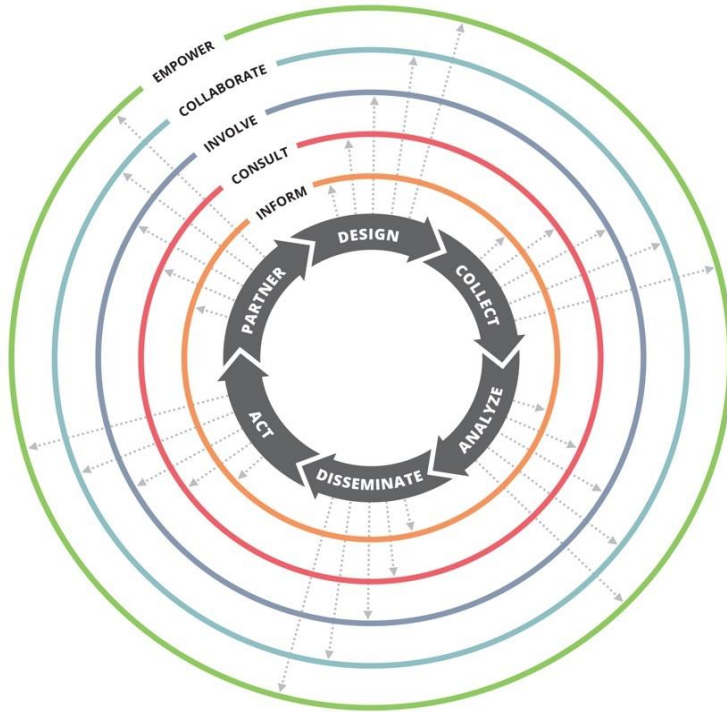 EMPOWER
COLLABORATE
INVOLVE
CONSULT
INFORM
DESIGN
COLLECT
ANALYZE
DISSEMINATE
ACT
PARTNER